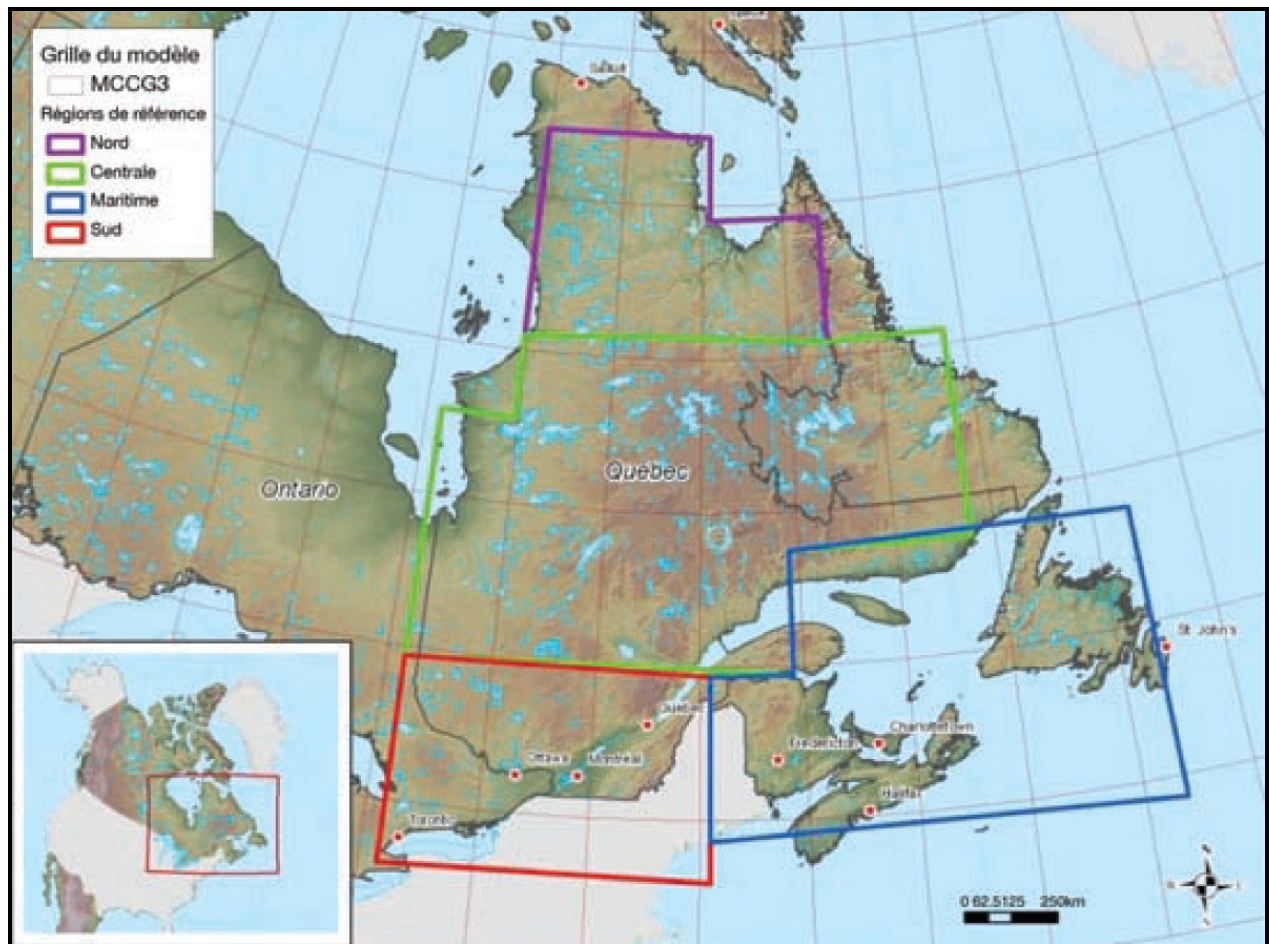 Grille du modèle
MCCG3
Régions de référence
Nord
Centrale
Maritime
Sud
Ontario
Québec
St. John's
Québec
Charlottetown
Fredericton
Ottawa
Montréal
Halifax
Toronto
0 62.5125 250km